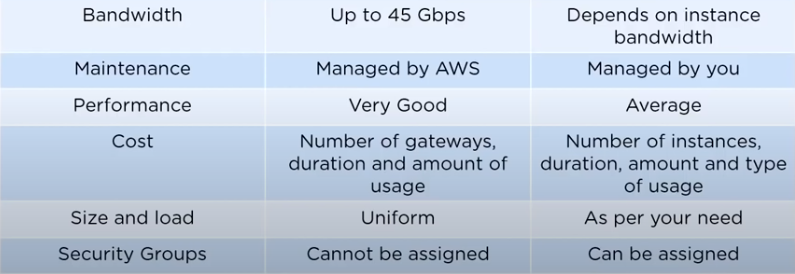 Bandwidth
Up to 45 Gbps
Depends on instance
bandwidth
Maintenance
Managed by AWS
Managed by you
Performance
Very Good
Average
Cost
Number of gateways,
duration and amount of
usage
Number of instances,
duration, amount and type
of usage
Size and load
Uniform
As per your need
Security Groups
Cannot be assigned
Can be assigned